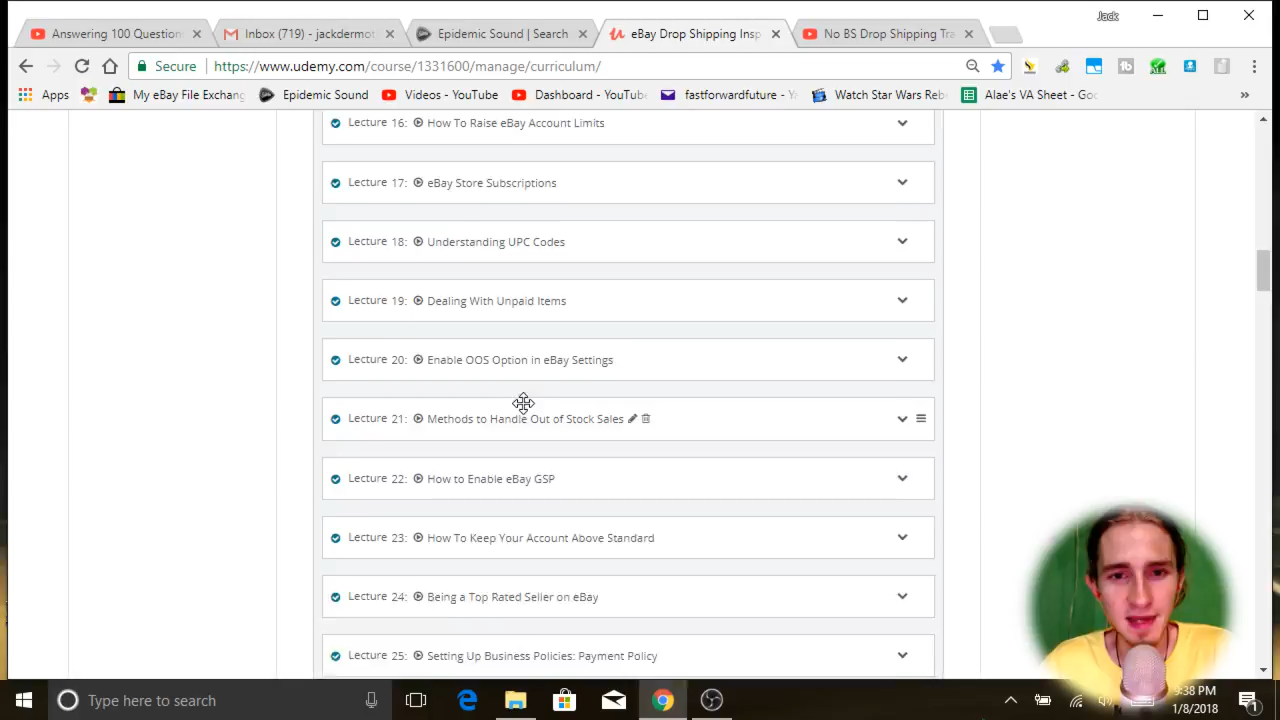 Jack
Answering 100 Question
Inbox (719) - jackdermot
Epidemic Sound | Search
eBay Drop Shipping Insp
No BS Drop Shipping Tra
Secure
https://www.udemy.com/course/1331600/manage/curriculum/
Apps
My eBay File Exchang
Epidemic Sound
Videos - YouTube
Dashboard - YouTube
fastforwardfuture - Y
Watch Star Wars Reb
Alae's VA Sheet - Goo
Lecture 16: How To Raise eBay Account Limits
Lecture 17: eBay Store Subscriptions
Lecture 18: Understanding UPC Codes
Lecture 19: Dealing With Unpaid Items
Lecture 20: Enable OOS Option in eBay Settings
Lecture 21: Methods to Handle Out of Stock Sales
Lecture 22: How to Enable eBay GSP
Lecture 23: How To Keep Your Account Above Standard
Lecture 24: Being a Top Rated Seller on eBay
Lecture 25: Setting Up Business Policies: Payment Policy
Type here to search
9:38 PM
1/8/2018